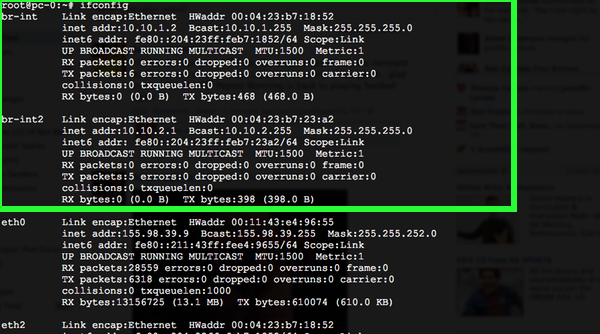 root@pc-0:~# ifconfig
br-int    Link encap:Ethernet  HWaddr 00:04:23:b7:18:52
          inet addr:10.10.1.2  Bcast:10.10.1.255  Mask:255.255.255.0
          inet6 addr: fe80::204:23ff:feb7:1852/64 Scope:Link
          UP BROADCAST RUNNING MULTICAST  MTU:1500  Metric:1
          RX packets:0 errors:0 dropped:0 overruns:0 frame:0
          TX packets:6 errors:0 dropped:0 overruns:0 carrier:0
          collisions:0 txqueuelen:0
          RX bytes:0 (0.0 B)  TX bytes:468 (468.0 B)
br-int2   Link encap:Ethernet  HWaddr 00:04:23:b7:23:a2
          inet addr:10.10.2.1  Bcast:10.10.2.255  Mask:255.255.255.0
          inet6 addr: fe80::204:23ff:feb7:23a2/64 Scope:Link
          UP BROADCAST RUNNING MULTICAST  MTU:1500  Metric:1
          RX packets:0 errors:0 dropped:0 overruns:0 frame:0
          TX packets:5 errors:0 dropped:0 overruns:0 carrier:0
          collisions:0 txqueuelen:0
          RX bytes:0 (0.0 B)  TX bytes:398 (398.0 B)
eth0      Link encap:Ethernet  HWaddr 00:11:43:e4:96:55
          inet addr:155.98.39.9  Bcast:155.98.39.255  Mask:255.255.252.0
          inet6 addr: fe80::211:43ff:fee4:9655/64 Scope:Link
          UP BROADCAST RUNNING MULTICAST  MTU:1500  Metric:1
          RX packets:28559 errors:0 dropped:0 overruns:0 frame:0
          TX packets:6318 errors:0 dropped:0 overruns:0 carrier:0
          collisions:0 txqueuelen:1000
          RX bytes:13156725 (13.1 MB)  TX bytes:610074 (610.0 KB)
eth2      Link encap:Ethernet  HWaddr 00:04:23:b7:18:52